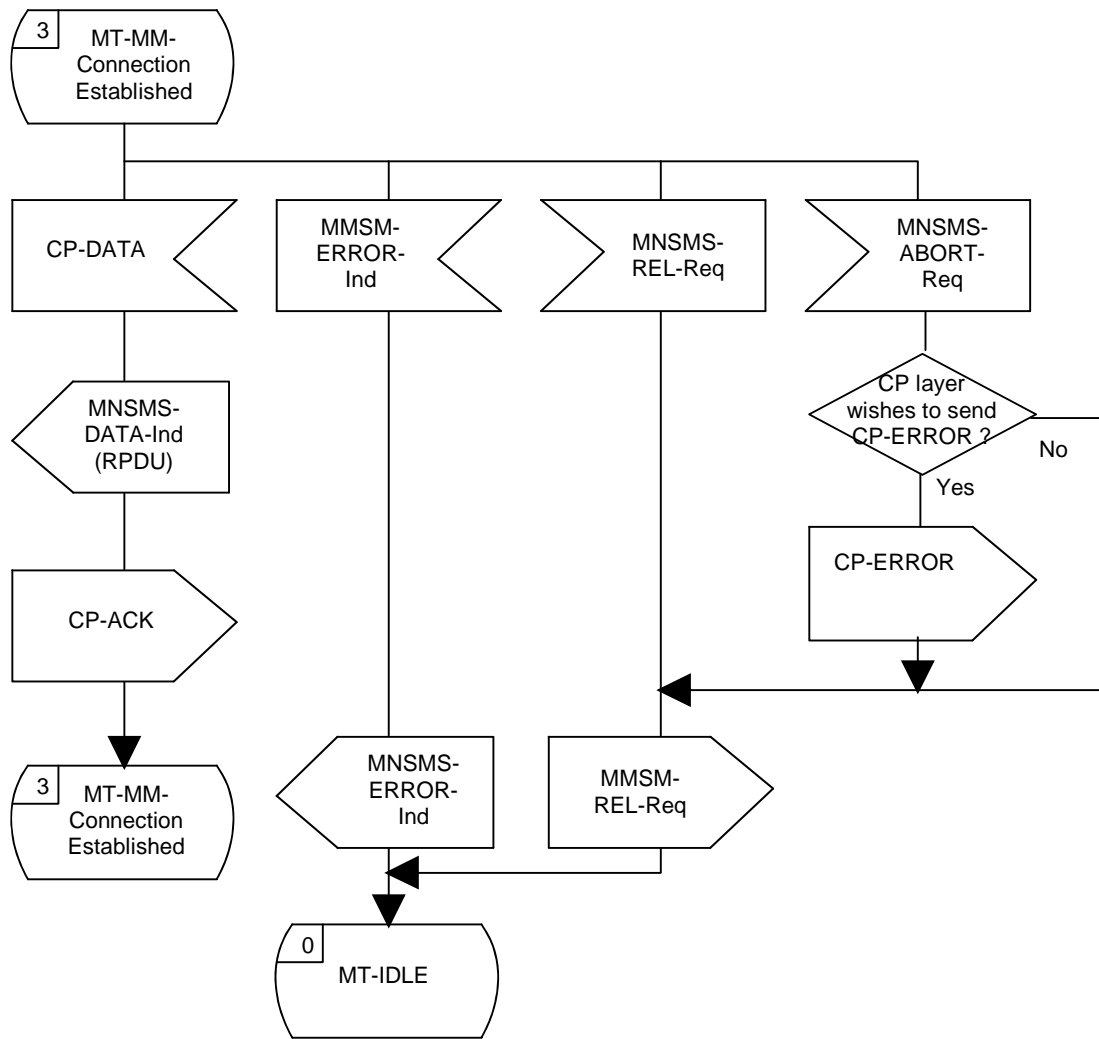 3
MT-MM-
Connection
Established
CP-DATA
MMSM-
ERROR-
Ind
MNSMS-
REL-Req
MNSMS-
ABORT-
Req
MNSMS-
DATA-Ind
(RPDU)
CP layer
wishes to send
CP-ERROR ?
No
Yes
CP-ACK
CP-ERROR
3
MT-MM-
Connection
Established
MNSMS-
ERROR-
Ind
MMSM-
REL-Req
0
MT-IDLE